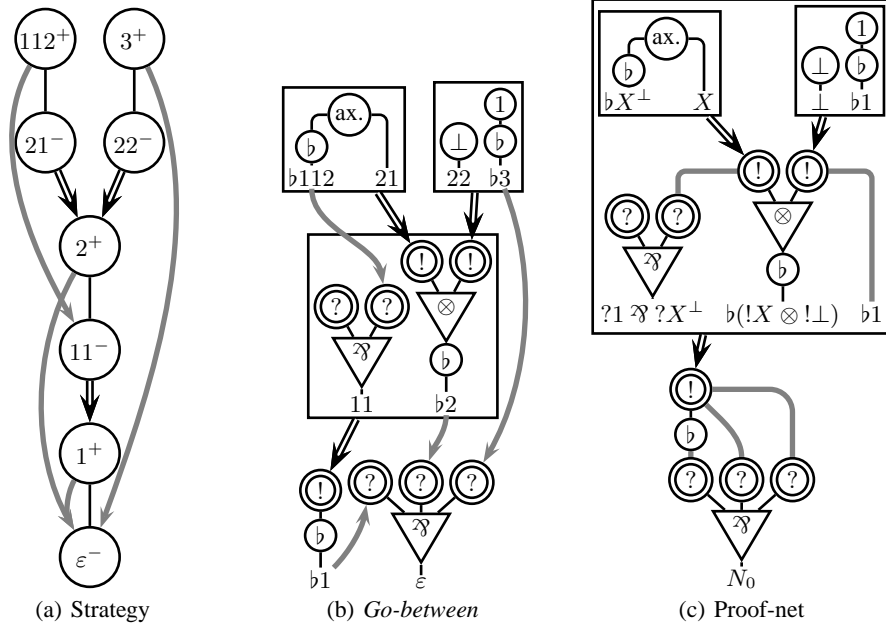 112⁺ 3⁺
21⁻ 22⁻
2⁺
11⁻
1⁺
ε⁻
(a) Strategy
ax. 1
♭ ⊥ ♭
♭112 21 22 ♭3
! !
? ? ⊗
⅋ ♭
11 ♭2
! ? ? ?
♭ ⅋
♭1 ε
(b) Go-between
ax. 1
♭ ⊥ ♭
♭X⊥ X ⊥ ♭1
! !
? ? ⊗
⅋ ♭
?1 ⅋ ?X⊥ ♭(!X ⊗ !⊥) ♭1
!
♭
? ? ?
⅋
N₀
(c) Proof-net